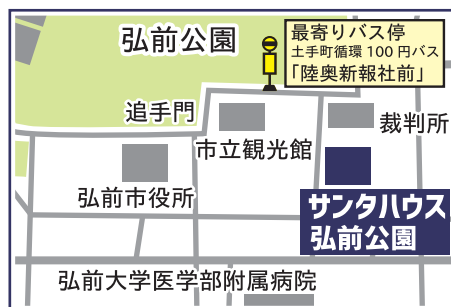 弘前公園
最寄りバス停
土手町循環100円バス
「陸奥新報社前」
追手門
市立観光館
裁判所
弘前市役所
サンタハウス
弘前公園
弘前大学医学部附属病院